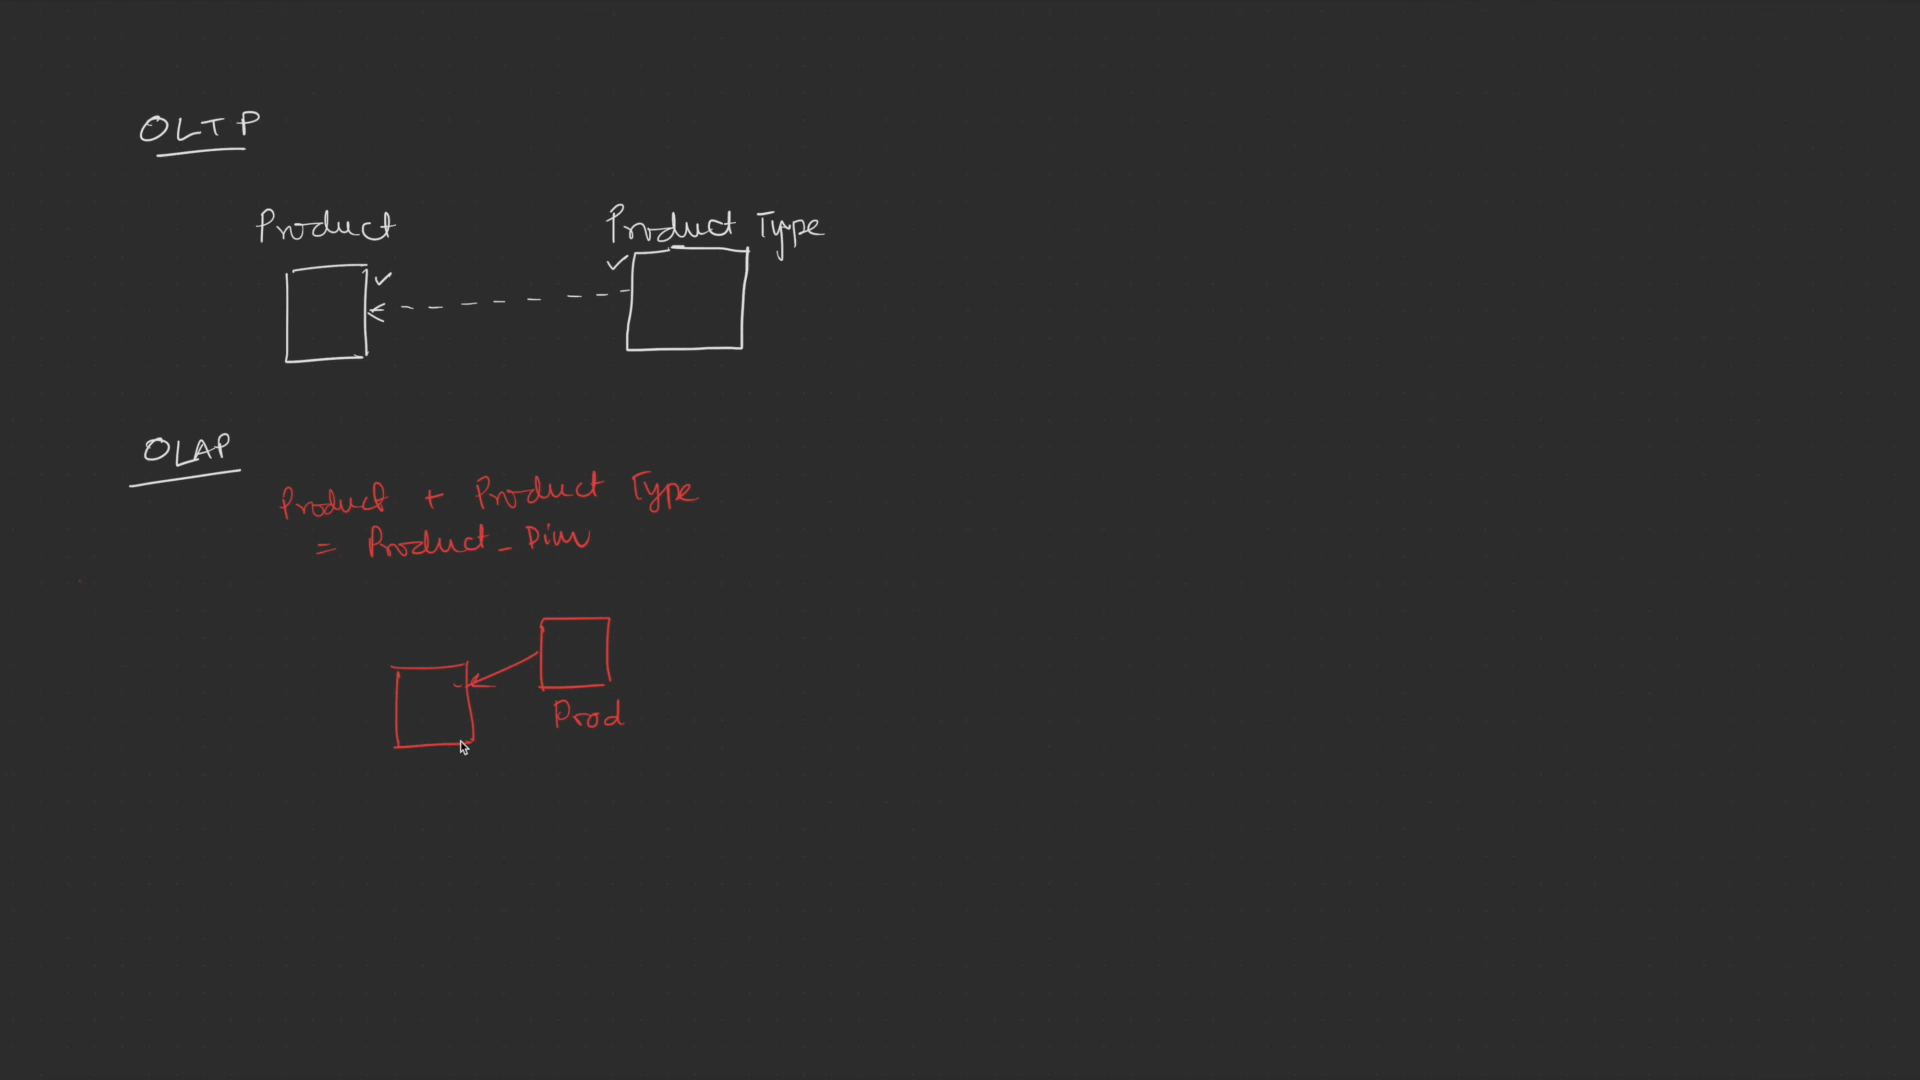 OLTP
Product Product Type
OLAP
Product + Product Type
= Product_Dim
Prod